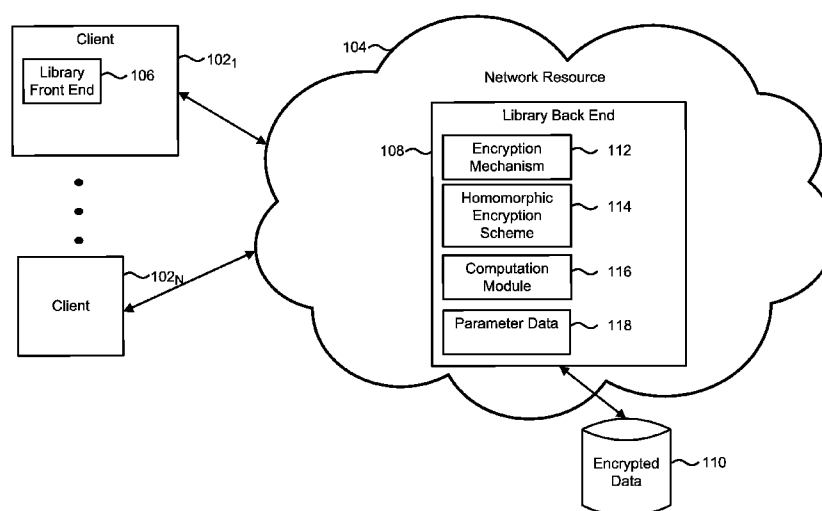 Client
Library
Front End
106
102₁
104
Network Resource
Library Back End
108
Encryption
Mechanism
112
Homomorphic
Encryption
Scheme
114
Computation
Module
116
Parameter Data
118
Client
102N
Encrypted
Data
110